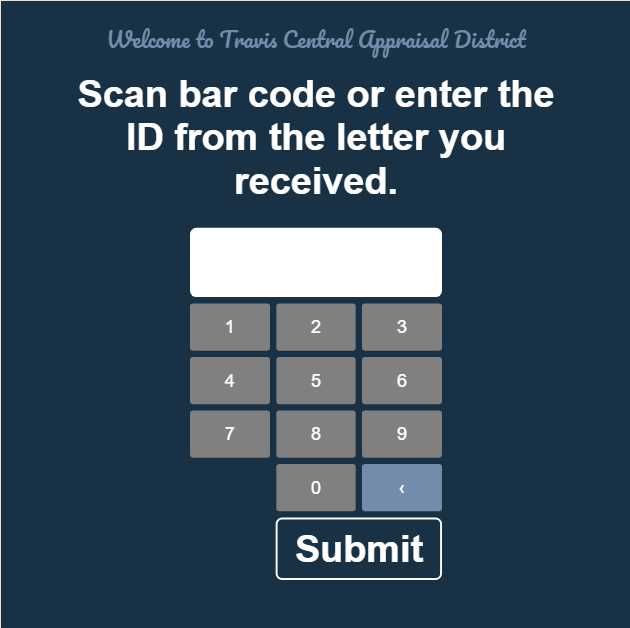 Welcome to Travis Central Appraisal District
Scan bar code or enter the
ID from the letter you
received.
1 2 3
4 5 6
7 8 9
0 ‹
Submit